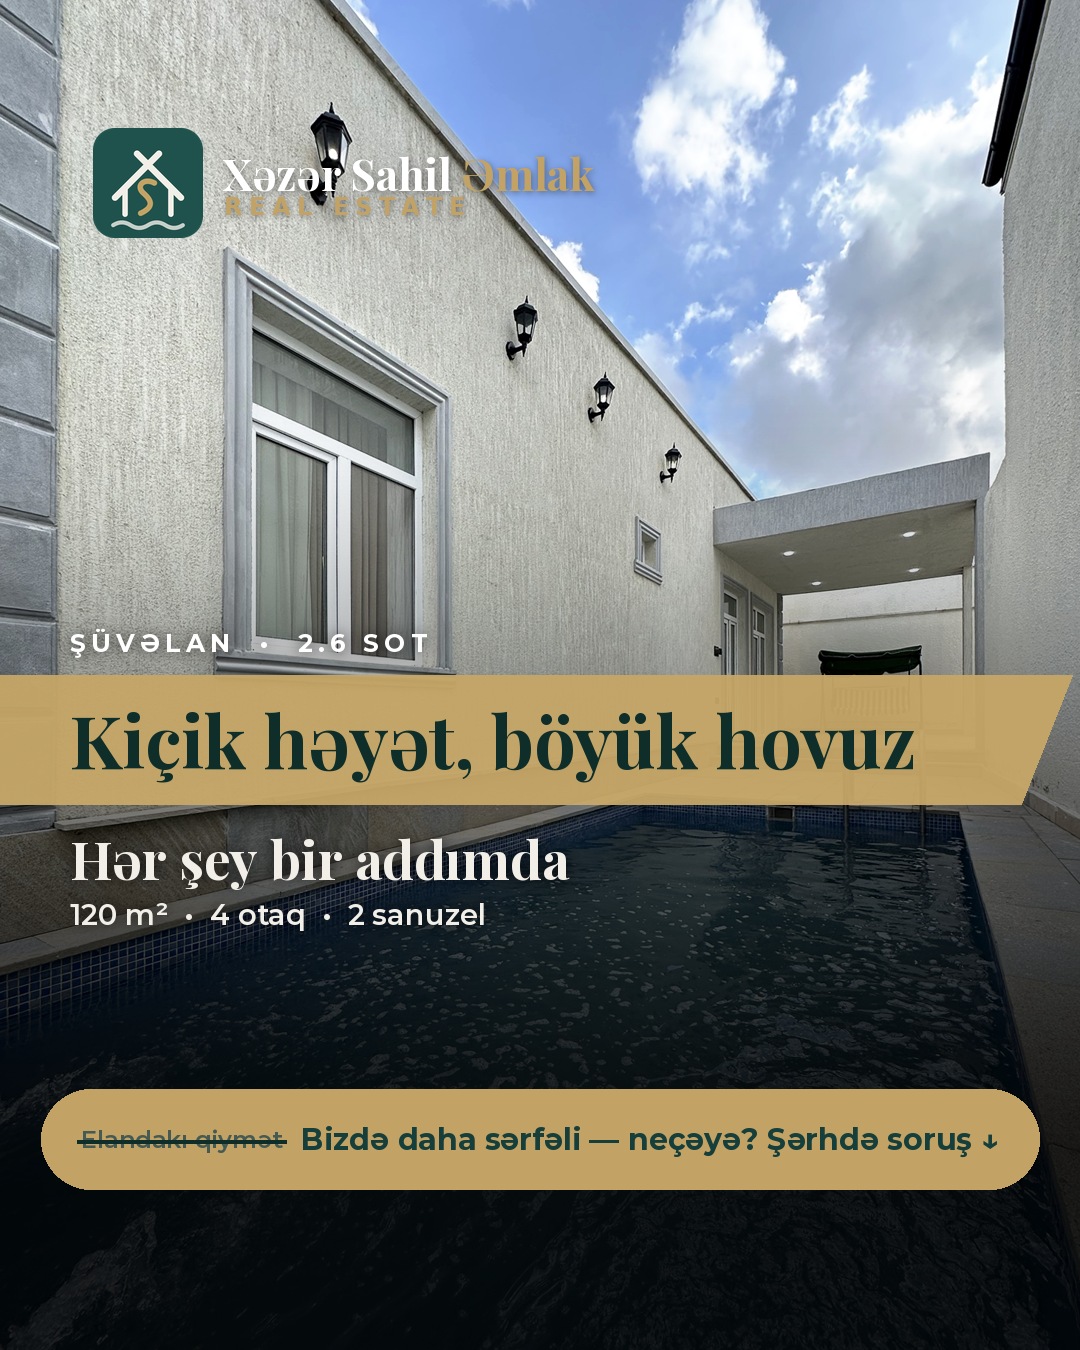 Xəzər Sahil Əmlak
REAL ESTATE
ŞÜVƏLAN • 2.6 SOT
Kiçik həyət, böyük hovuz
Hər şey bir addımda
120 m² • 4 otaq • 2 sanuzel
Elandakı qiymət Bizdə daha sərfəli — neçəyə? Şərhdə soruş ↓